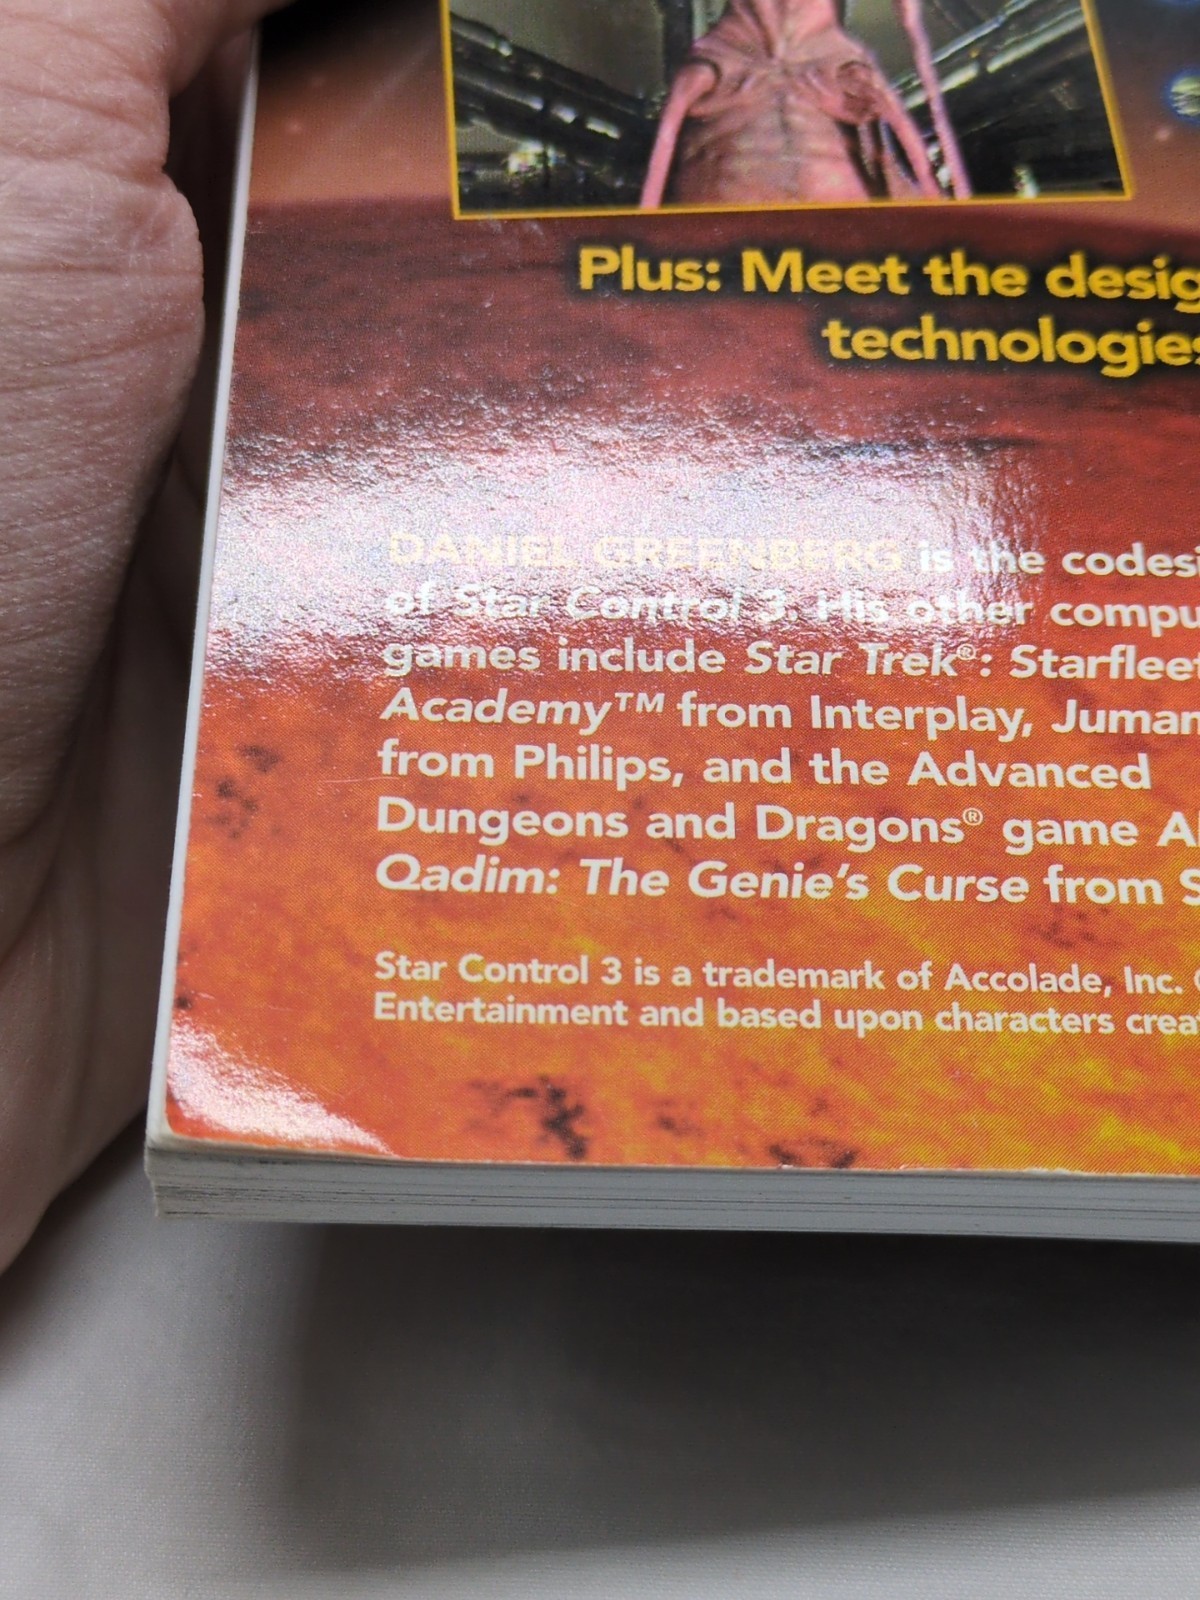 Plus: Meet the desig
technologies
DANIEL GREENBERG is the codesi
of Star Control 3. His other compu
games include Star Trek®: Starfleet
Academy™ from Interplay, Juman
from Philips, and the Advanced
Dungeons and Dragons® game A
Qadim: The Genie's Curse from S
Star Control 3 is a trademark of Accolade, Inc.
Entertainment and based upon characters crea